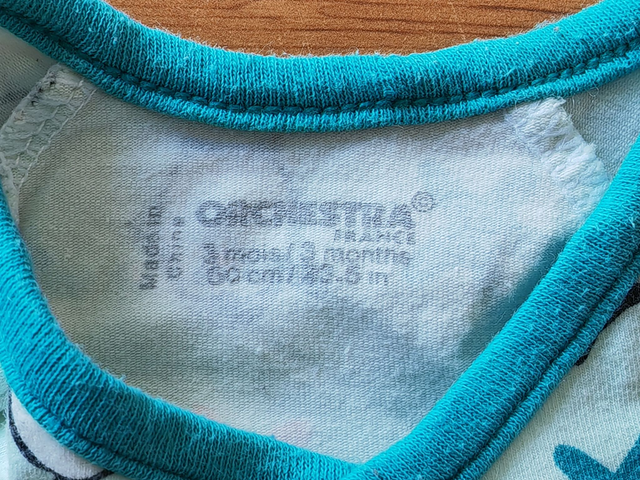 Made in
China
ORCHESTRA®
FRANCE
3 mois / 3 months
60 cm / 23.5 in